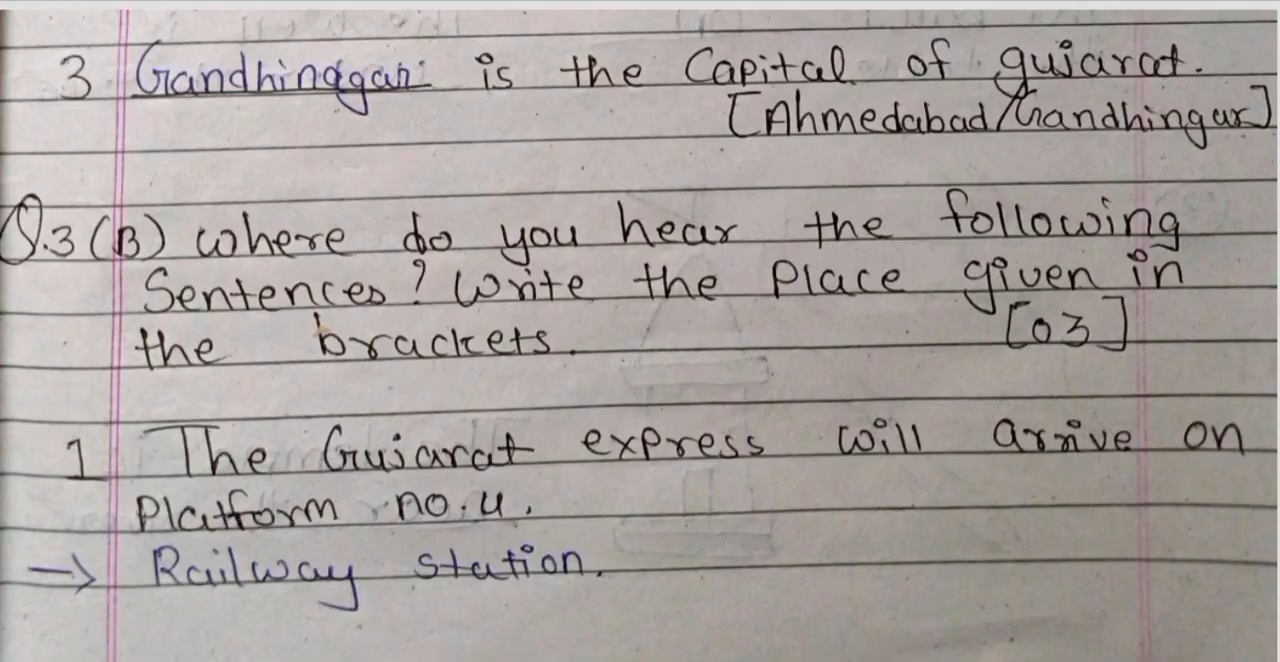 3 Gandhinagar is the Capital of gujarat.
[Ahmedabad/Gandhingar]
Q.3 (B) where do you hear the following
Sentences? Write the Place given in
the brackets. [03]
1 The Gujarat express will arrive on
Platform no.4.
→ Railway station.